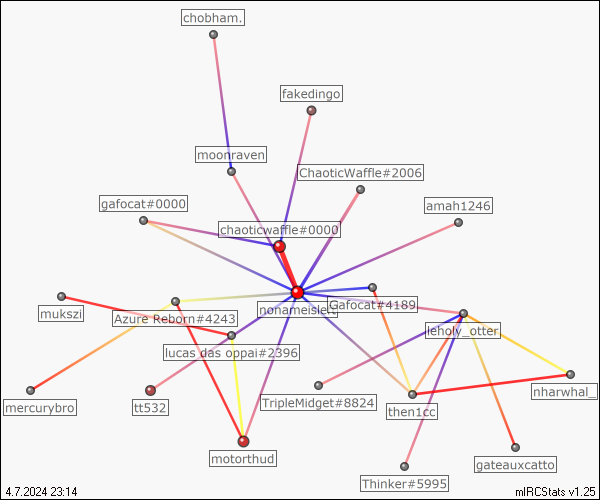 chobham.
fakedingo
moonraven
ChaoticWaffle#2006
gafocat#0000
amah1246
chaoticwaffle#0000
nonameisleft
Gafocat#4189
mukszi
Azure Reborn#4243
leholy_otter.
lucas das oppai#2396
nharwhal_
mercurybro
tt532
TripleMidget#8824
then1cc
motorthud
gateauxcatto
Thinker#5995
4.7.2024 23:14
mIRCStats v1.25